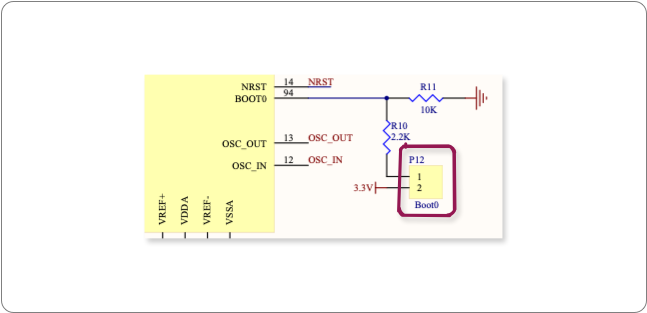 NRST 14 NRST
BOOT0 94
R11
10K
R10
2.2K
OSC_OUT 13 OSC_OUT
OSC_IN 12 OSC_IN
P12
1
3.3V 2
Boot0
VREF+
VDDA
VREF-
VSSA